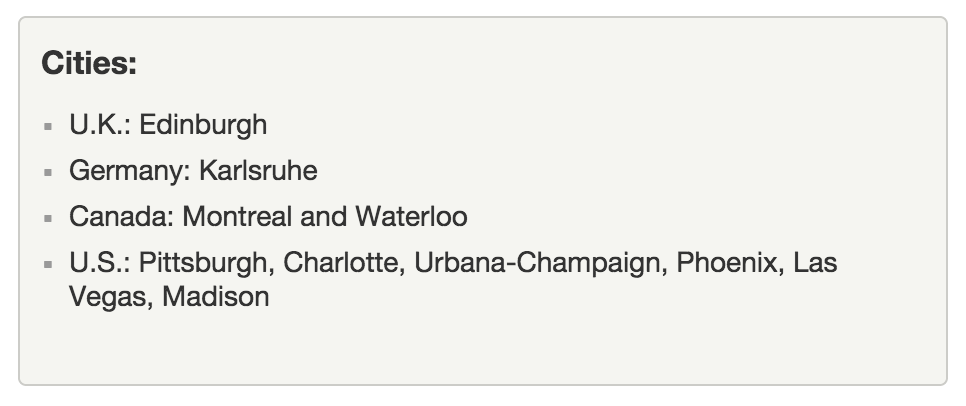 Cities:
U.K.: Edinburgh
Germany: Karlsruhe
Canada: Montreal and Waterloo
U.S.: Pittsburgh, Charlotte, Urbana-Champaign, Phoenix, Las
Vegas, Madison